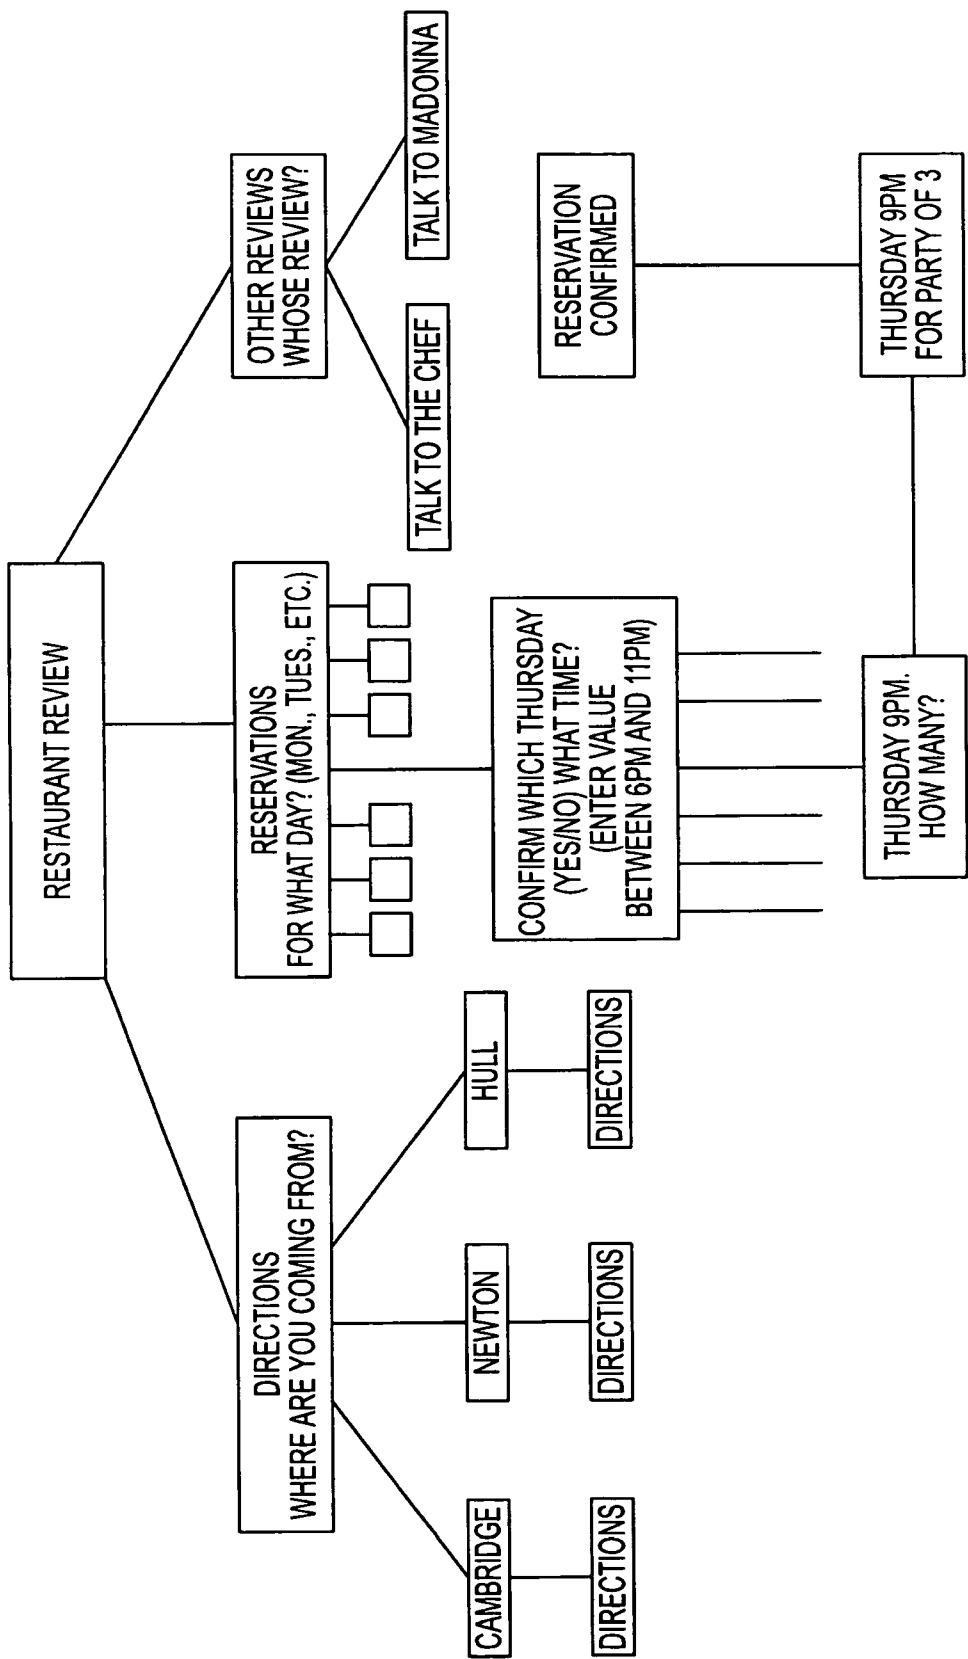 RESTAURANT REVIEW
DIRECTIONS
WHERE ARE YOU COMING FROM?
CAMBRIDGE
DIRECTIONS
NEWTON
DIRECTIONS
HULL
DIRECTIONS
RESERVATIONS
FOR WHAT DAY? (MON., TUES., ETC.)
CONFIRM WHICH THURSDAY
(YES/NO) WHAT TIME?
(ENTER VALUE
BETWEEN 6PM AND 11PM)
THURSDAY 9PM.
HOW MANY?
THURSDAY 9PM
FOR PARTY OF 3
RESERVATION
CONFIRMED
OTHER REVIEWS
WHOSE REVIEW?
TALK TO THE CHEF
TALK TO MADONNA